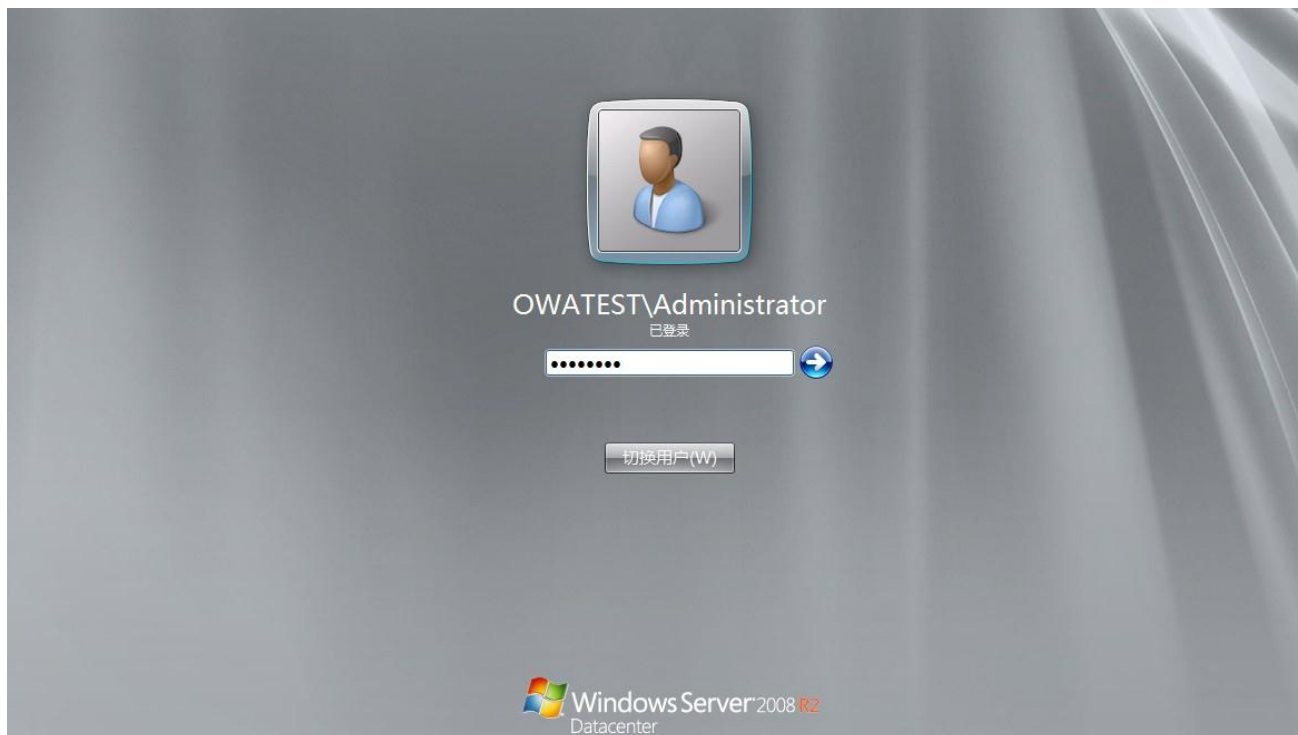 OWATEST\Administrator
已登录
••••••••
切换用户(W)
Windows Server 2008 R2
Datacenter